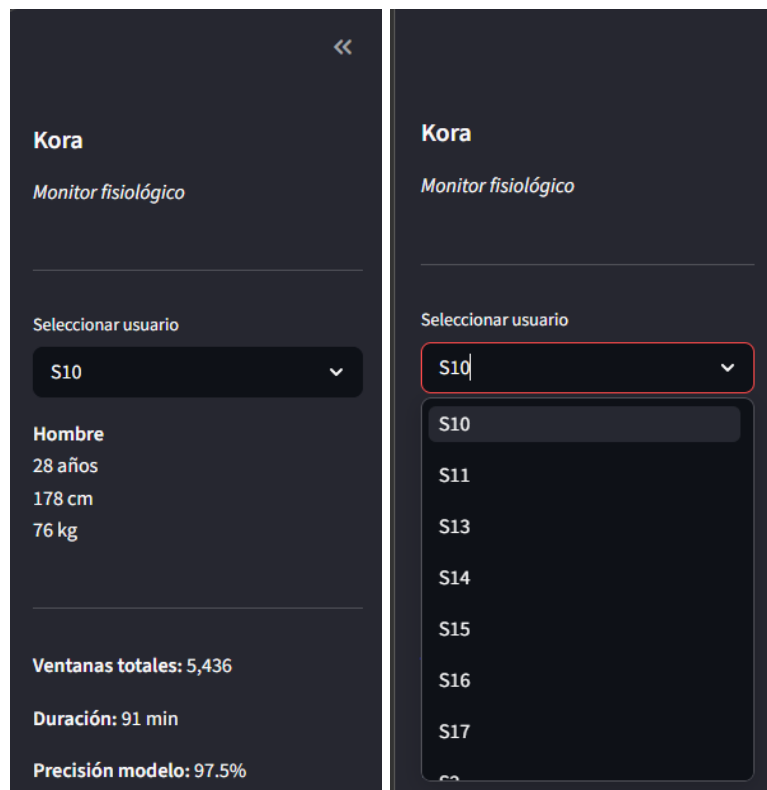 Kora
Monitor fisiológico
Seleccionar usuario
S10
Hombre
28 años
178 cm
76 kg
Ventanas totales: 5,436
Duración: 91 min
Precisión modelo: 97.5%
Kora
Monitor fisiológico
Seleccionar usuario
S10
S10
S11
S13
S14
S15
S16
S17